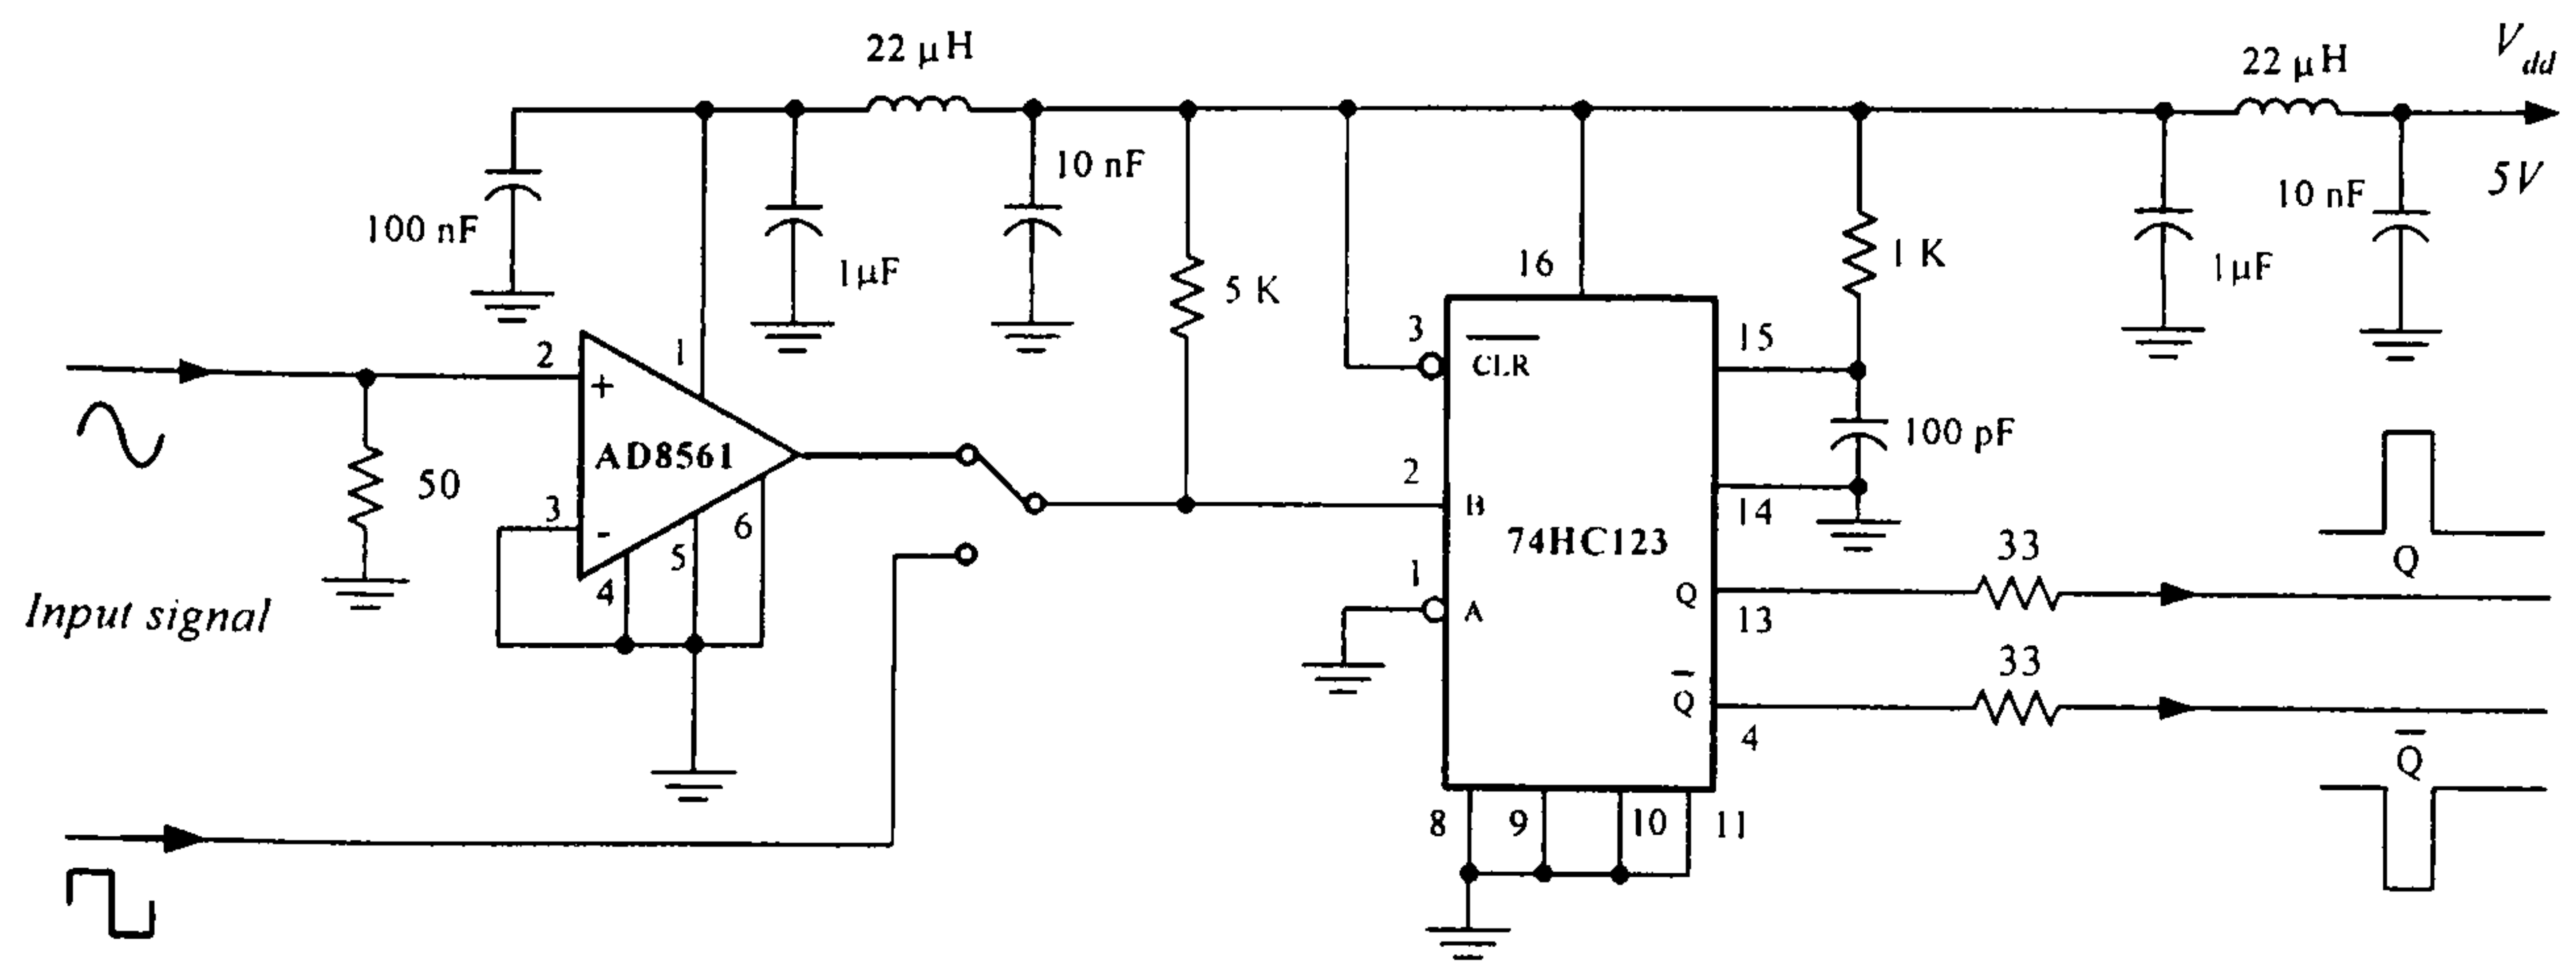 22 μH
22 μH
V dd
10 nF
10 nF
5V
100 nF
1μF
5 K
16
1 K
1μF
3
CLR
15
2
1
+
AD8561
50
100 pF
2
B
14
3
-
6
5
4
74HC123
33
Q
1
A
Q
13
Input signal
33
Q
4
Q
8
9
10
11